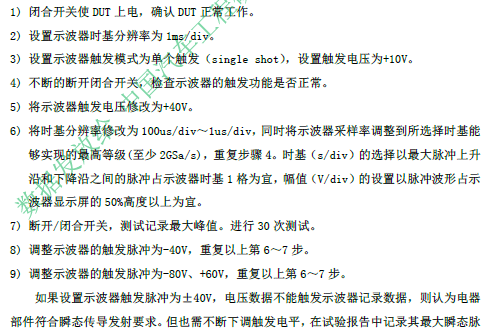 1) 闭合开关使 DUT 上电，确认 DUT 正常工作。
2) 设置示波器时基分辨率为 1ms/div。
3) 设置示波器触发模式为单个触发（single shot），设置触发电压为+10V。
4) 不断的断开闭合开关，检查示波器的触发功能是否正常。
5) 将示波器触发电压修改为+40V。
6) 将时基分辨率修改为 100us/div～1us/div，同时将示波器采样率调整到所选择时基能
够实现的最高等级(至少 2GSa/s)，重复步骤 4。时基（s/div）的选择以最大脉冲上升
沿和下降沿之间的脉冲占示波器时基 1 格为宜，幅值（V/div）的设置以脉冲波形占示
波器显示屏的 50%高度以上为宜。
7) 断开/闭合开关，测试记录最大峰值。进行 30 次测试。
8) 调整示波器的触发脉冲为-40V，重复以上第 6～7 步。
9) 调整示波器的触发脉冲为-80V、+60V，重复以上第 6～7 步。
如果设置示波器触发脉冲为±40V，电压数据不能触发示波器记录数据，则认为电器
部件符合瞬态传导发射要求。但也需不断下调触发电平，在试验报告中记录其最大瞬态脉
数据发放给 中国汽车工程